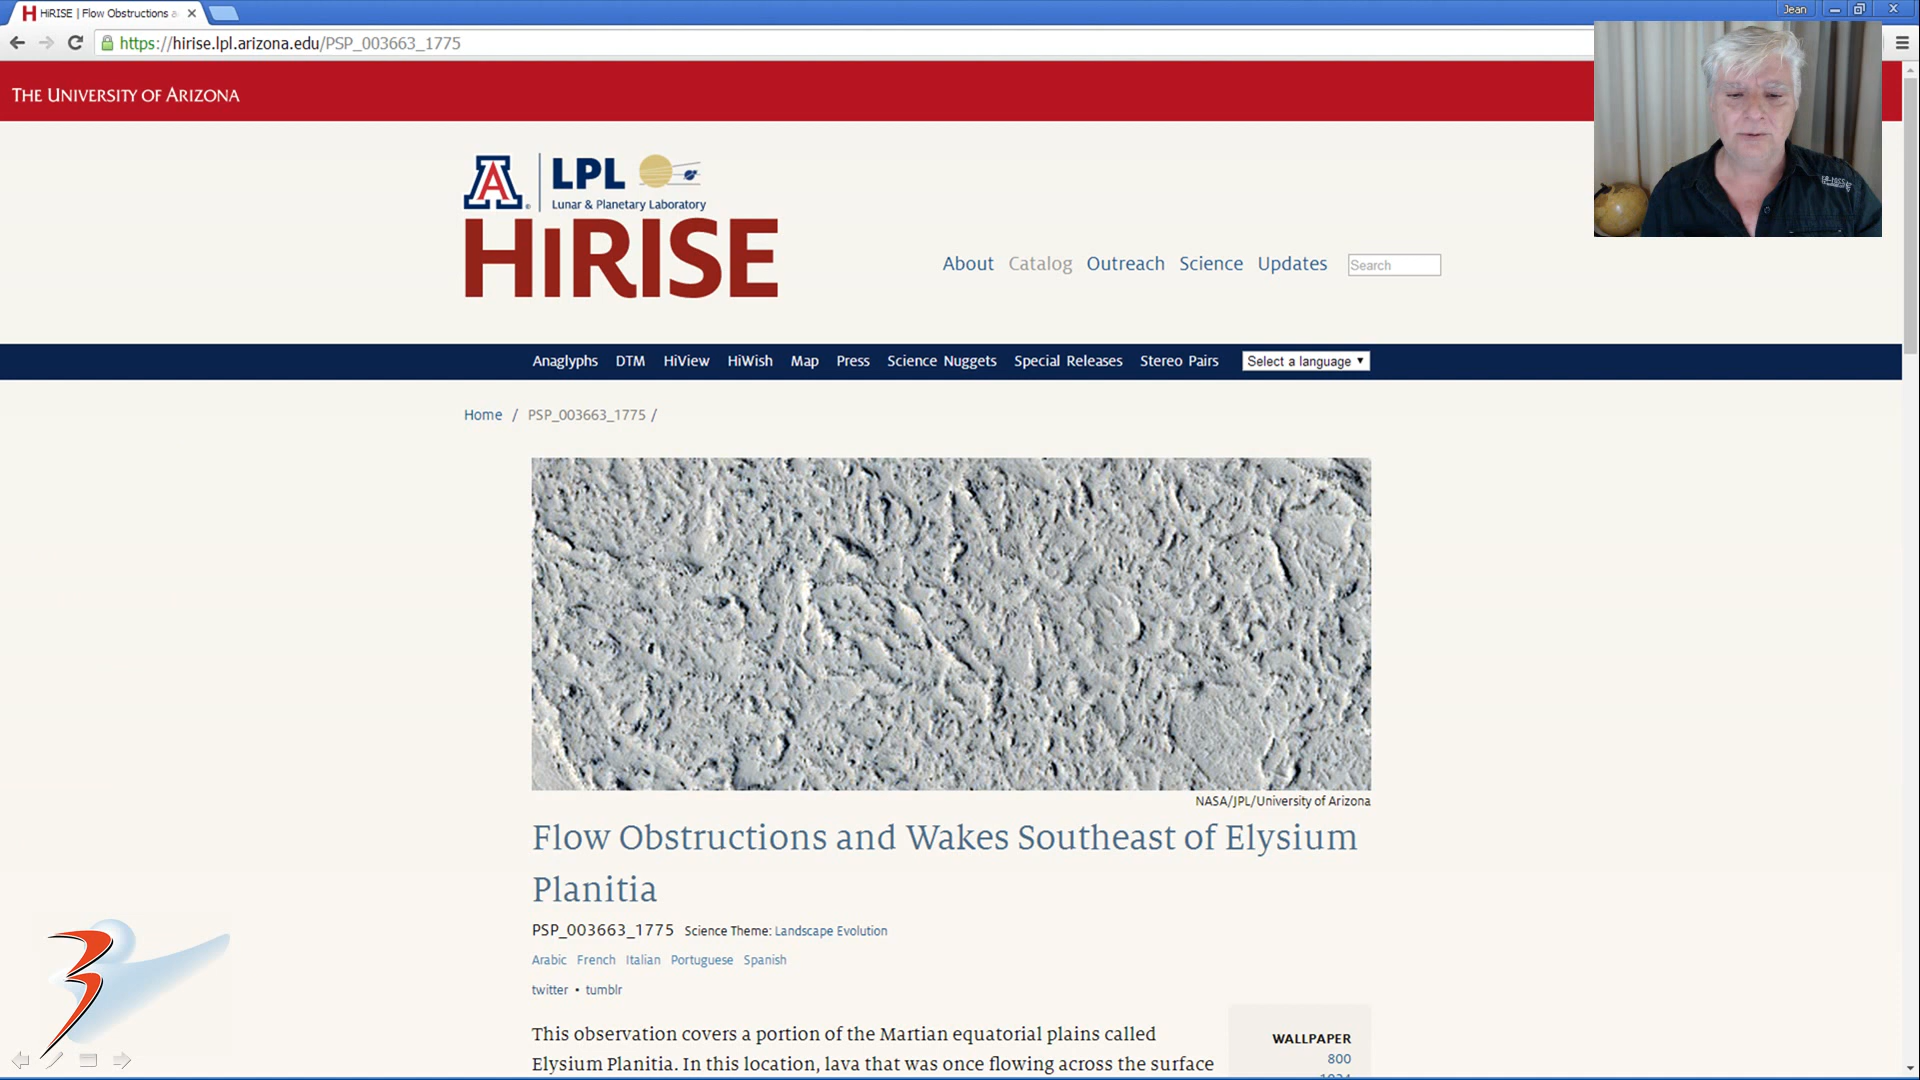 HiRISE | Flow Obstructions a
Jean
https://hirise.lpl.arizona.edu/PSP_003663_1775
THE UNIVERSITY OF ARIZONA
A LPL
Lunar & Planetary Laboratory
HiRISE
About Catalog Outreach Science Updates Search
Anaglyphs DTM HiView HiWish Map Press Science Nuggets Special Releases Stereo Pairs Select a language
Home / PSP_003663_1775 /
NASA/JPL/University of Arizona
Flow Obstructions and Wakes Southeast of Elysium
Planitia
PSP_003663_1775 Science Theme: Landscape Evolution
Arabic French Italian Portuguese Spanish
twitter • tumblr
This observation covers a portion of the Martian equatorial plains called
Elysium Planitia. In this location, lava that was once flowing across the surface
WALLPAPER
800